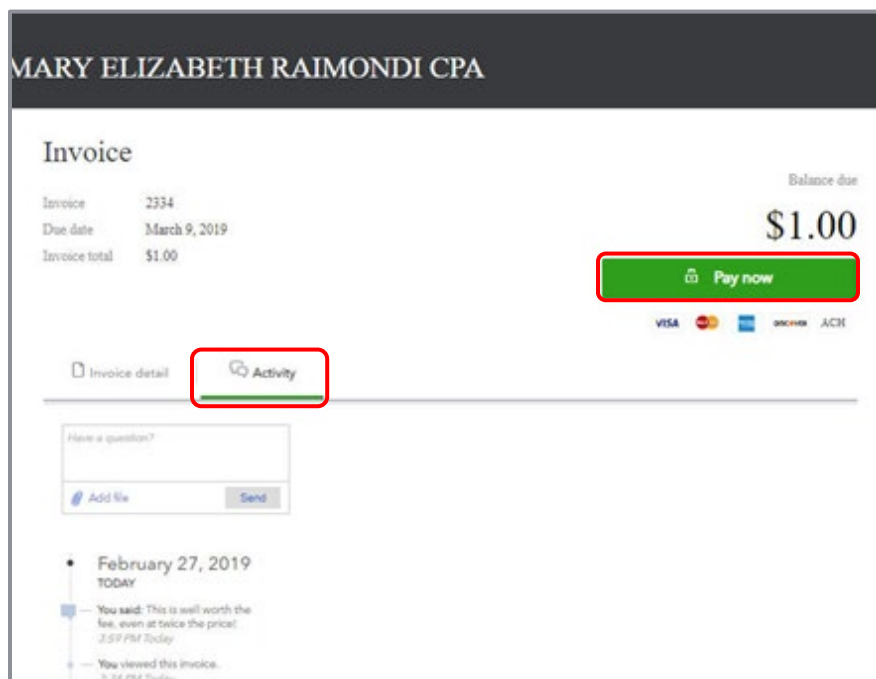 MARY ELIZABETH RAIMONDI CPA
Invoice
Balance due
Invoice 2334
Due date March 9, 2019
$1.00
Invoice total $1.00
Pay now
VISA DISCOVER ACH
Invoice detail Activity
Have a question?
Add file Send
February 27, 2019
TODAY
You said: This is well worth the
fee, even at twice the price!
3:59 PM Today
You viewed this invoice.